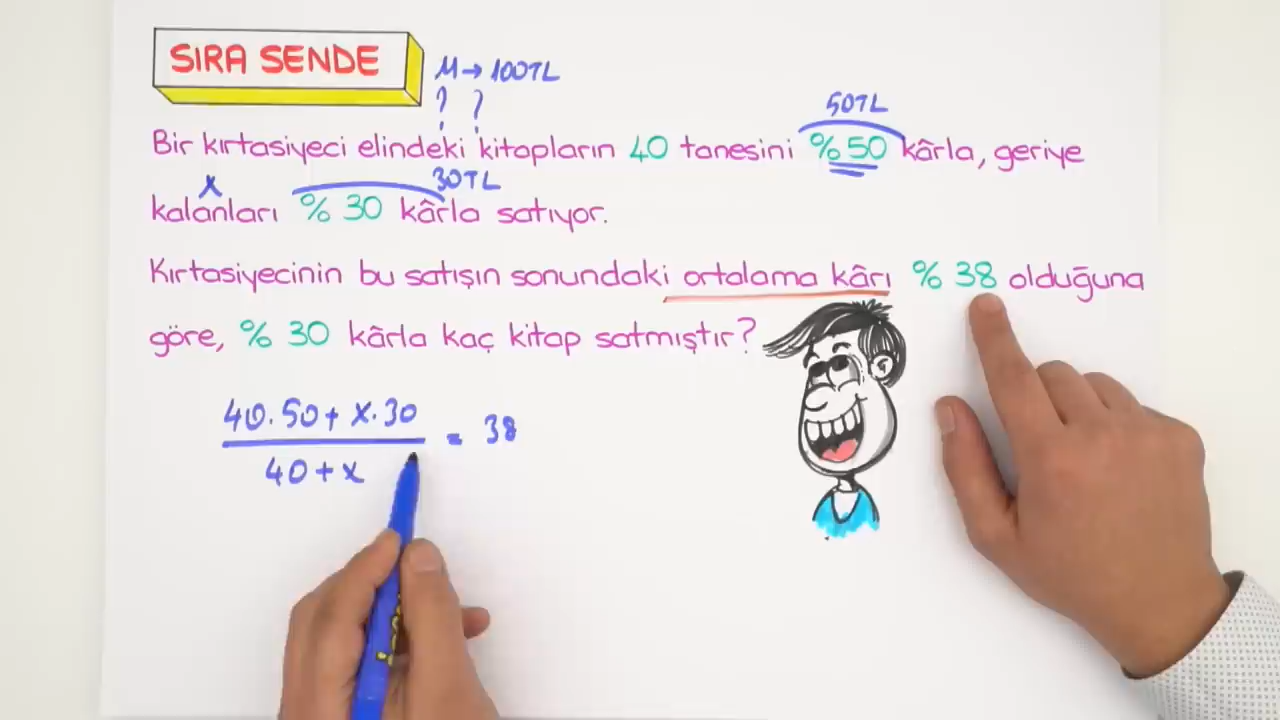 SIRA SENDE
M → 100TL
? ?
50TL
Bir kırtasiyeci elindeki kitapların 40 tanesini %50 kârla, geriye
x 30TL
kalanları %30 kârla satıyor.
Kırtasiyecinin bu satışın sonundaki ortalama kârı %38 olduğuna
göre, %30 kârla kaç kitap satmıştır?
40.50+ x.30
= 38
40+x